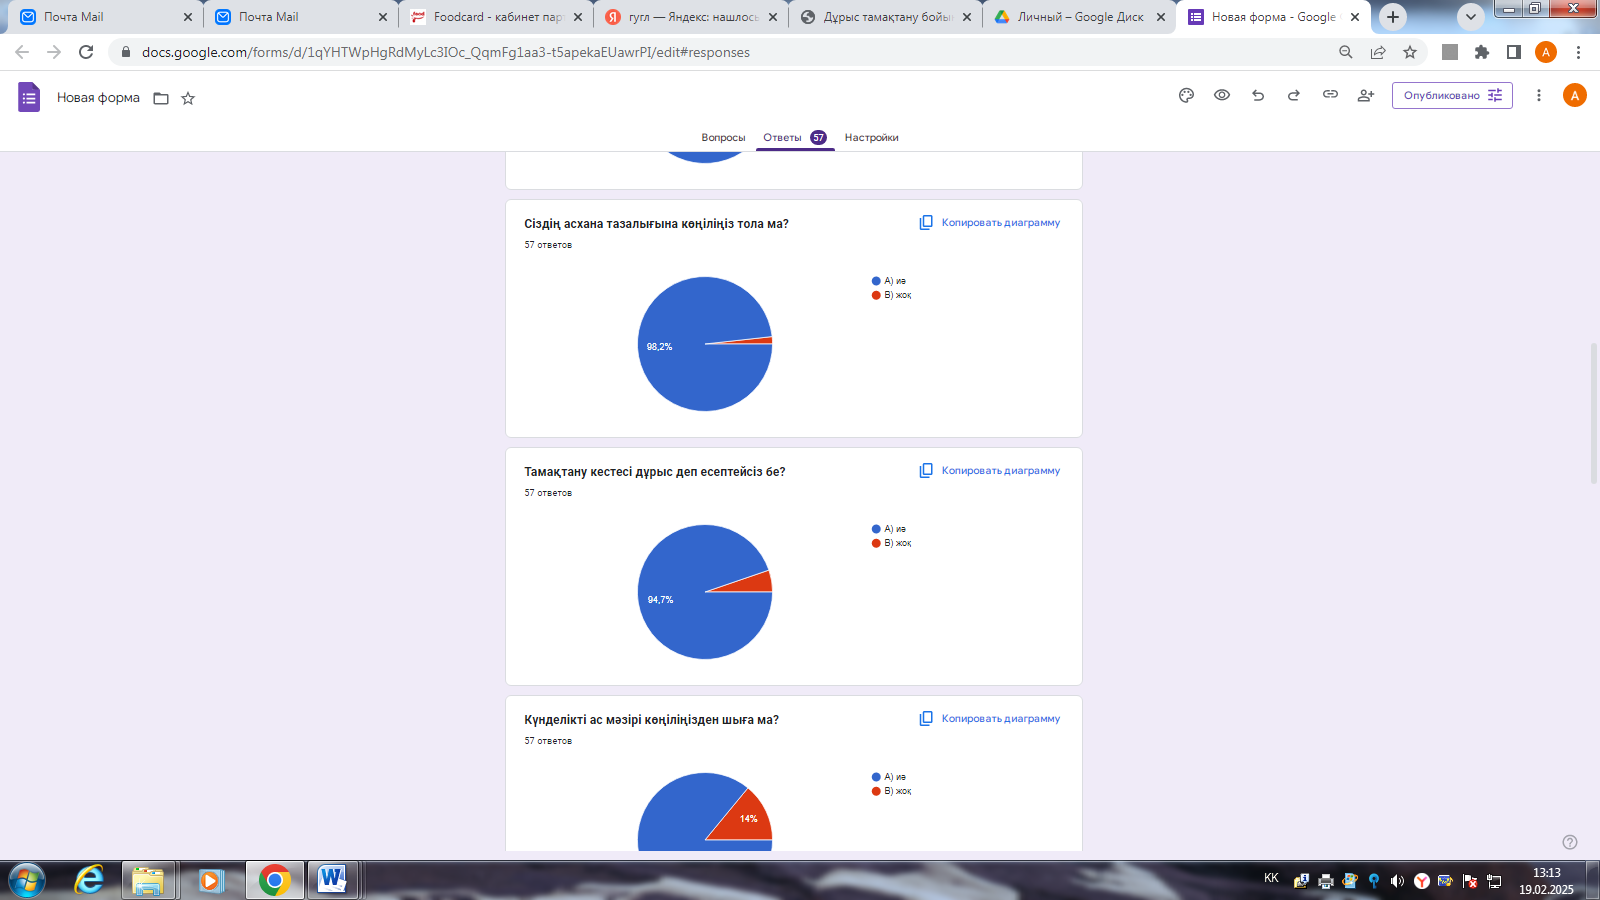 Почта Mail
Почта Mail
Foodcard - кабинет пар
гугл — Яндекс: нашлось
Дұрыс тамақтану бойы
Личный – Google Диск
Новая форма - Google
docs.google.com/forms/d/1qYHTWpHgRdMyLc3IOc_QqmFg1aa3-t5apekaEUawrPI/edit#responses
A
Новая форма
Опубликовано
A
Вопросы
Ответы 57
Настройки
Сіздің асхана тазалығына көңіліңіз тола ма?
Копировать диаграмму
57 ответов
A) иә
B) жоқ
98,2%
Тамақтану кестесі дұрыс деп есептейсіз бе?
Копировать диаграмму
57 ответов
A) иә
B) жоқ
94,7%
Күнделікті ас мәзірі көңіліңізден шыға ма?
Копировать диаграмму
57 ответов
A) иә
B) жоқ
14%
KK
13:13
19.02.2025